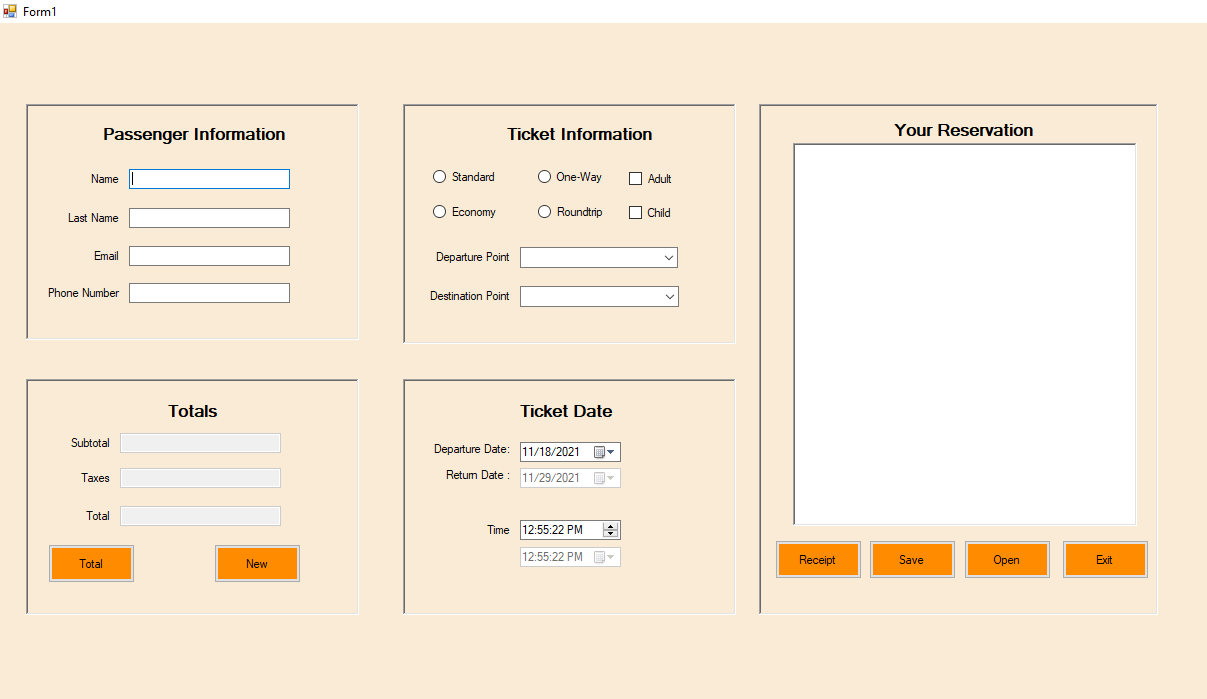 Form1
Passenger Information
Name
Last Name
Email
Phone Number
Ticket Information
Standard One-Way Adult
Economy Roundtrip Child
Departure Point
Destination Point
Your Reservation
Totals
Subtotal
Taxes
Total
Total New
Ticket Date
Departure Date: 11/18/2021
Return Date : 11/29/2021
Time 12:55:22 PM
12:55:22 PM
Receipt Save Open Exit